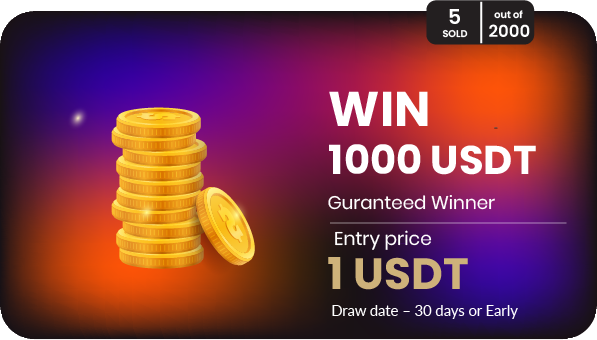 5
SOLD
out of
2000
WIN
1000 USDT
Guranteed Winner
Entry price
1 USDT
Draw date – 30 days or Early